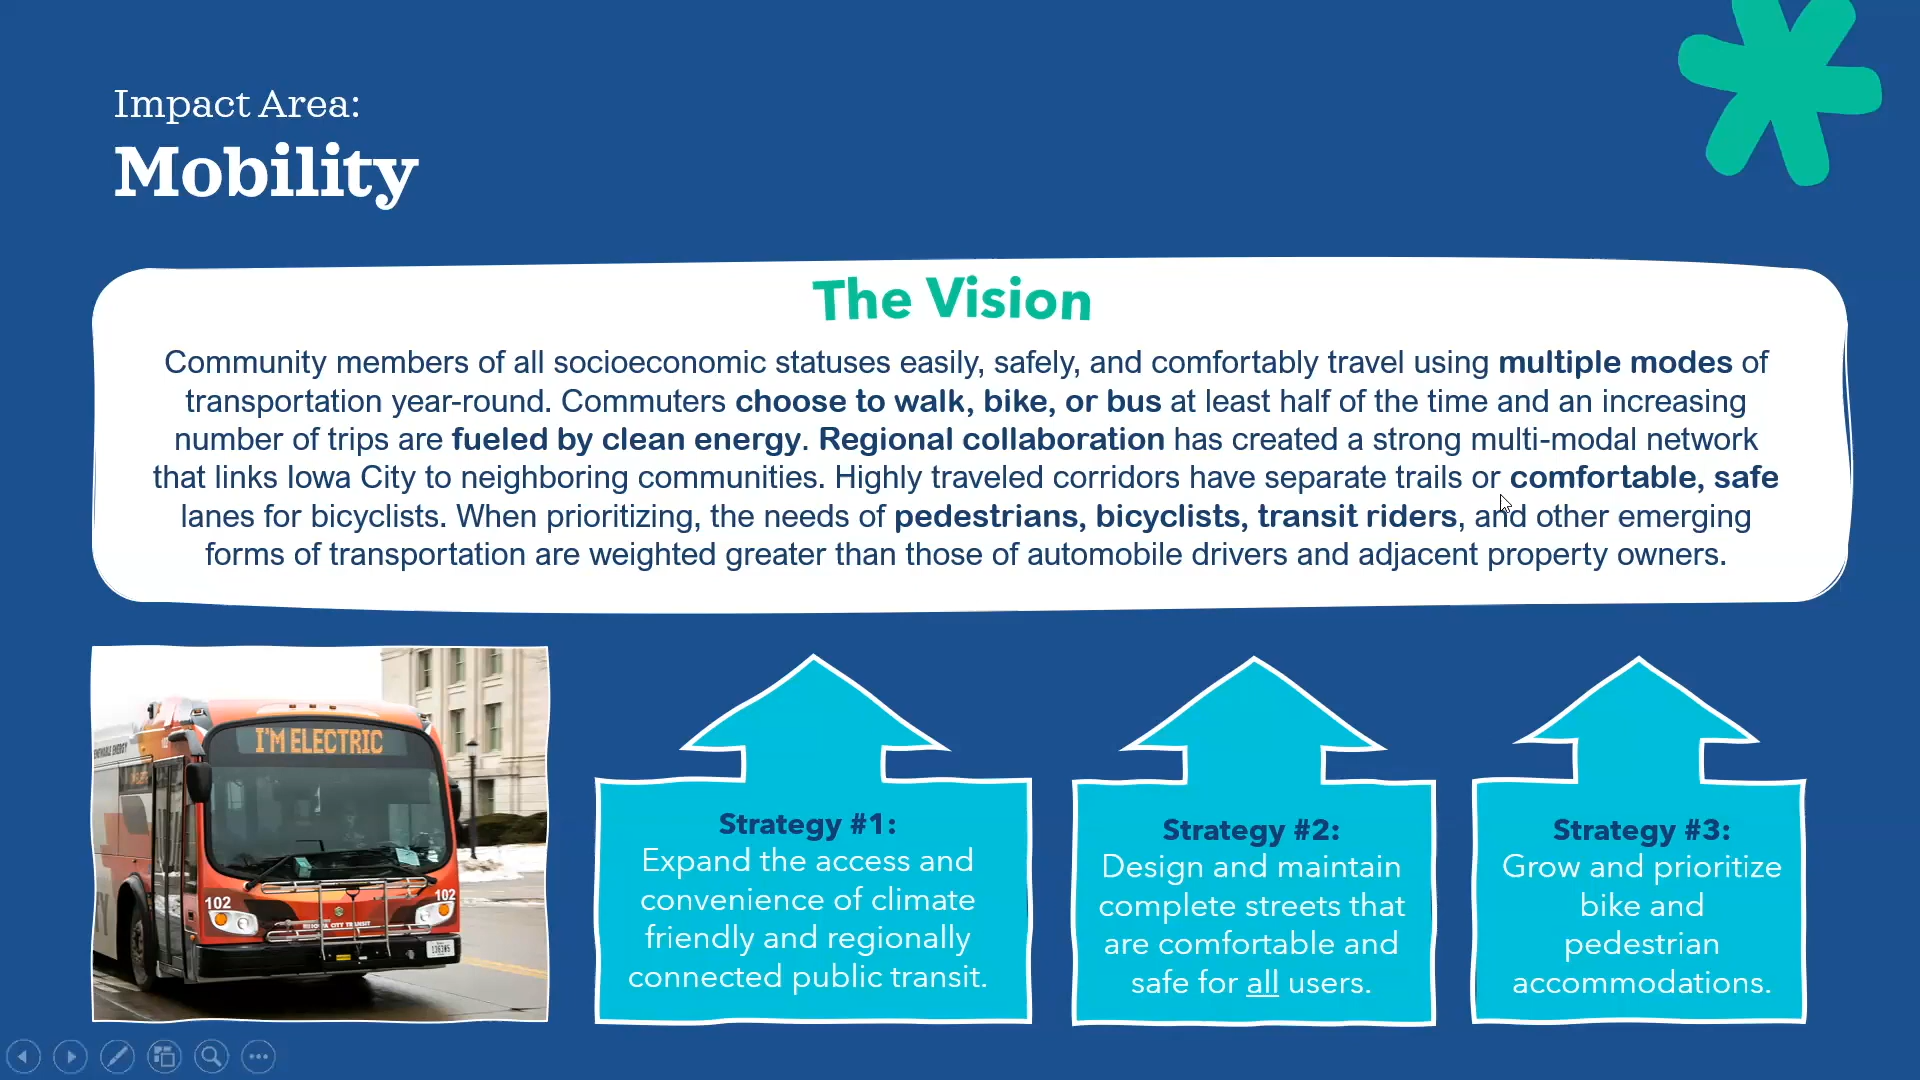 Impact Area:
Mobility
The Vision
Community members of all socioeconomic statuses easily, safely, and comfortably travel using multiple modes of
transportation year-round. Commuters choose to walk, bike, or bus at least half of the time and an increasing
number of trips are fueled by clean energy. Regional collaboration has created a strong multi-modal network
that links Iowa City to neighboring communities. Highly traveled corridors have separate trails or comfortable, safe
lanes for bicyclists. When prioritizing, the needs of pedestrians, bicyclists, transit riders, and other emerging
forms of transportation are weighted greater than those of automobile drivers and adjacent property owners.
I'M ELECTRIC
102
102
IOWA CITY TRANSIT
Strategy #1:
Expand the access and
convenience of climate
friendly and regionally
connected public transit.
Strategy #2:
Design and maintain
complete streets that
are comfortable and
safe for all users.
Strategy #3:
Grow and prioritize
bike and
pedestrian
accommodations.